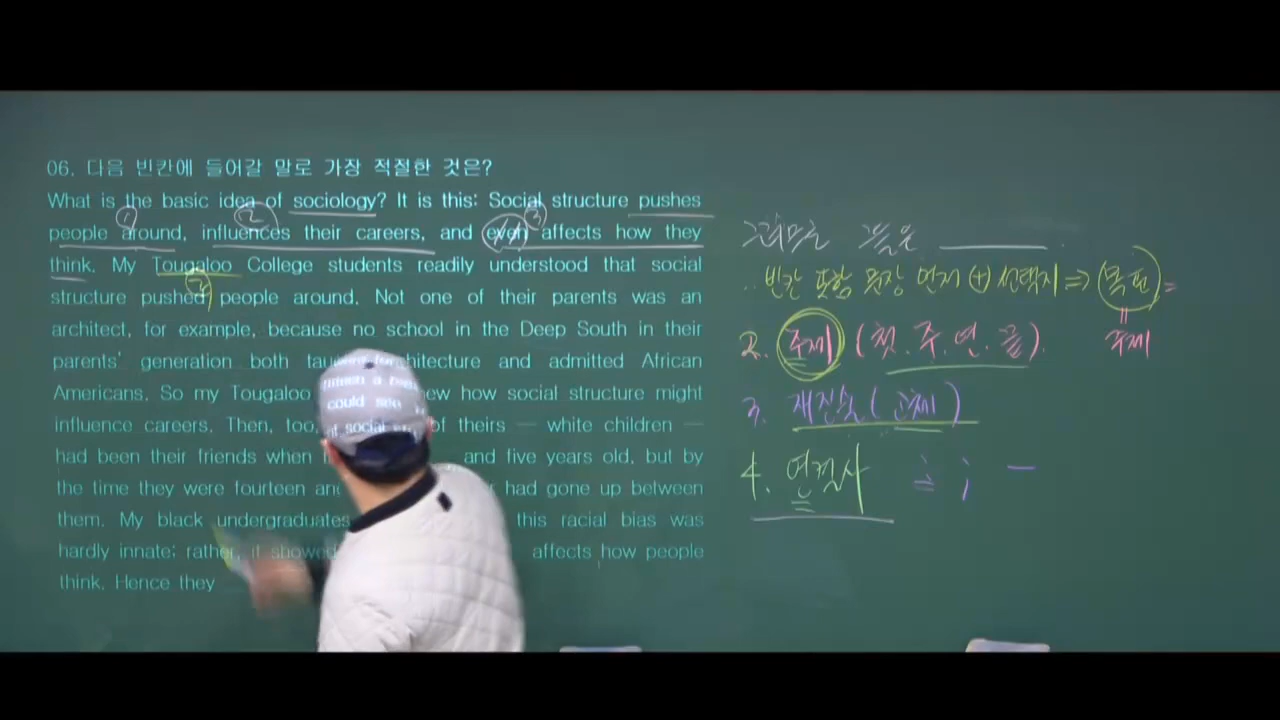 06. 다음 빈칸에 들어갈 말로 가장 적절한 것은?
What is the basic idea of sociology? It is this: Social structure pushes
people around, influences their careers, and even affects how they
think. My Tougaloo College students readily understood that social
structure pushed people around. Not one of their parents was an
architect, for example, because no school in the Deep South in their
parents' generation both architecture and admitted African
Americans. So my Tougaloo how social structure might
influence careers. Then, too, of theirs — white children —
had been their friends when and five years old, but by
the time they were fourteen had gone up between
them. My black undergraduates this racial bias was
hardly innate; rather, it showed affects how people
think. Hence they
그러므로 그들은
빈칸 포함 문장 먼저 + 선택지 ⇒ 목표 =
주제
2. 주제 (첫. 주. 연. 끝).
3. 재진술 ( )
4. 연결사 : ; —